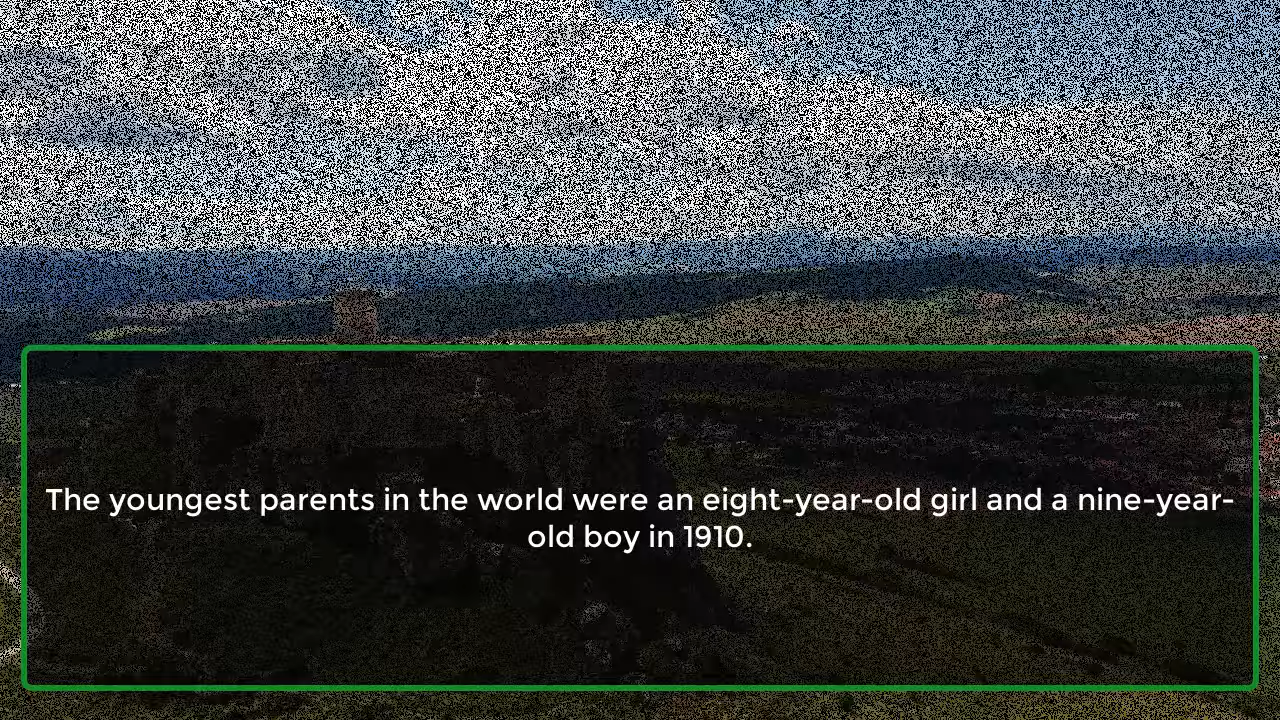 The youngest parents in the world were an eight-year-old girl and a nine-year-
old boy in 1910.